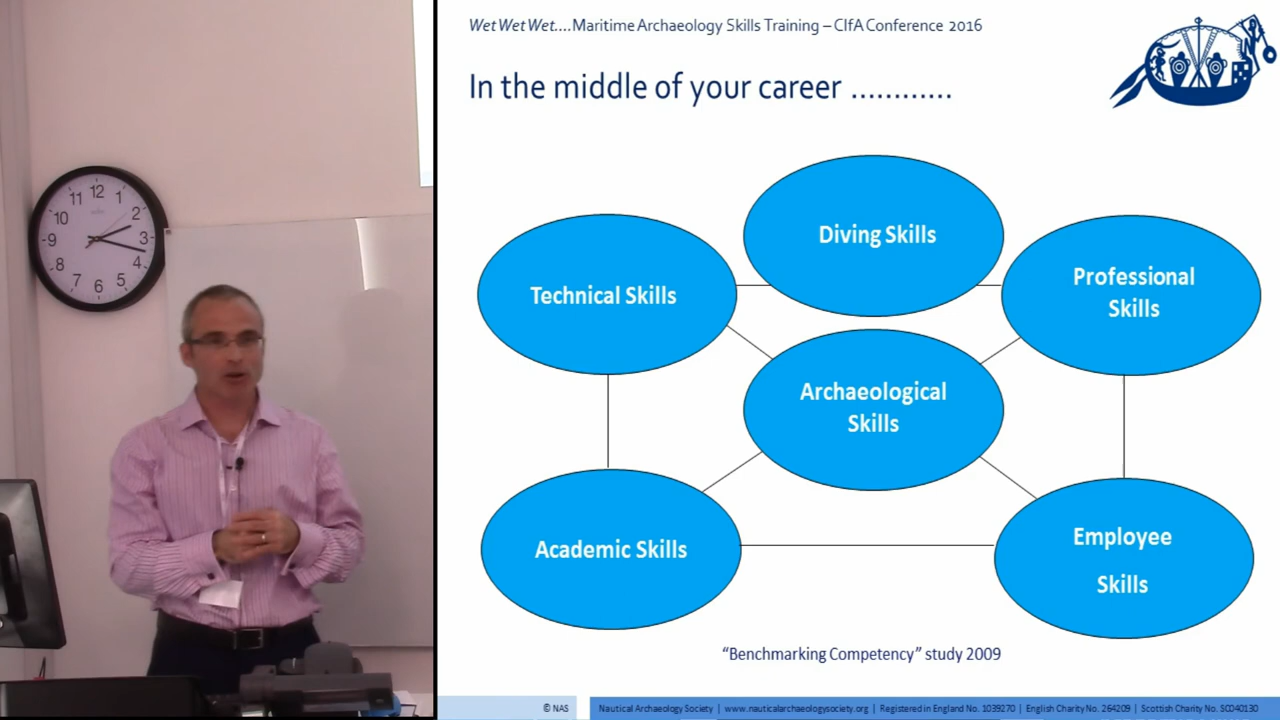 Wet Wet Wet....Maritime Archaeology Skills Training – CIfA Conference 2016
In the middle of your career ............
Diving Skills
Technical Skills
Professional
Skills
Archaeological
Skills
Academic Skills
Employee
Skills
“Benchmarking Competency” study 2009
© NAS
Nautical Archaeology Society | www.nauticalarchaeologysociety.org | Registered in England No. 1039270 | English Charity No. 264209 | Scottish Charity No. SC040130
12
1
2
3
4
5
6
7
8
9
10
11